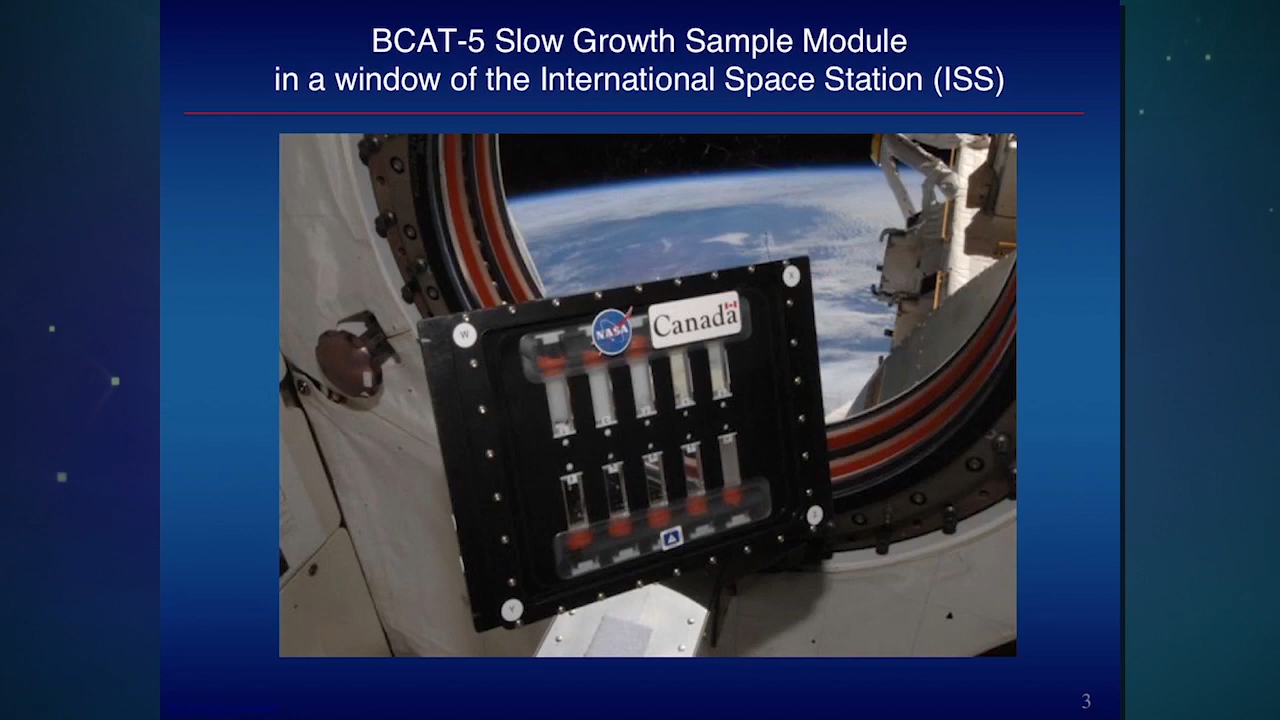 BCAT-5 Slow Growth Sample Module
in a window of the International Space Station (ISS)
NASA
Canada
W
Y
3